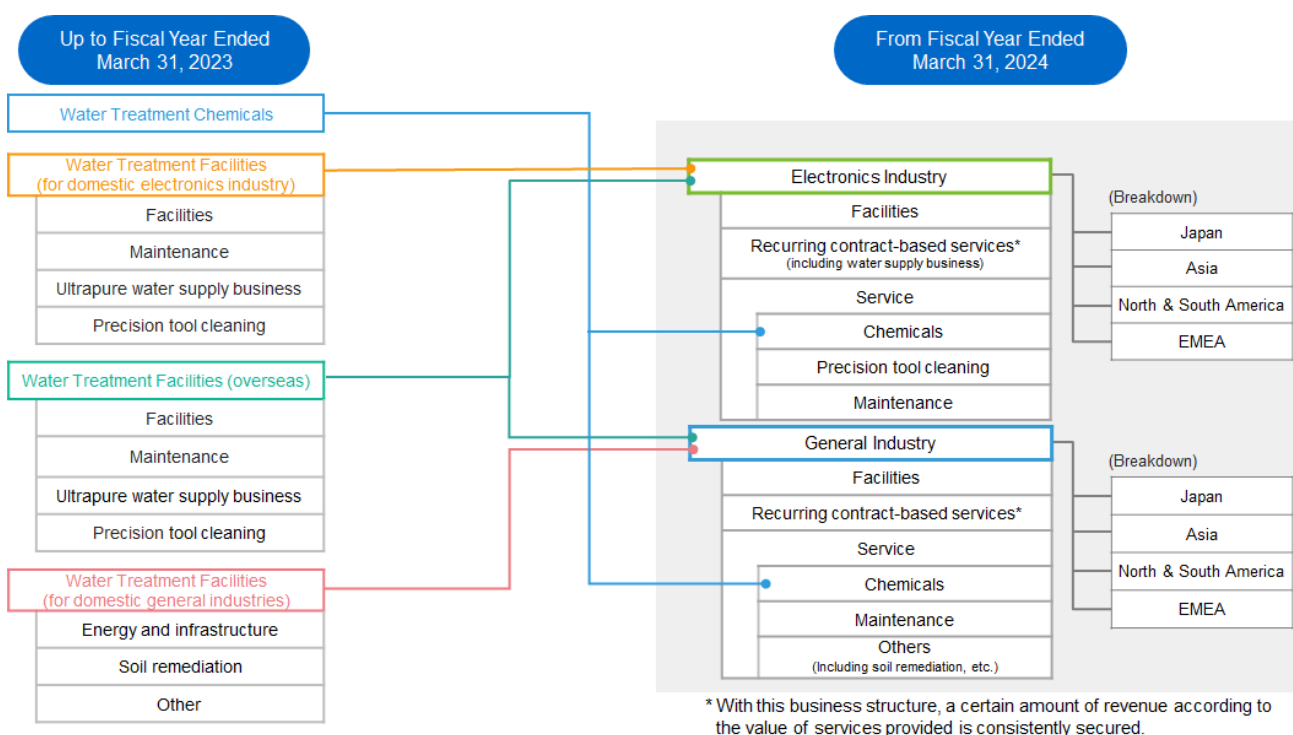 Up to Fiscal Year Ended
March 31, 2023
Water Treatment Chemicals
Water Treatment Facilities
(for domestic electronics industry)
Facilities
Maintenance
Ultrapure water supply business
Precision tool cleaning
Water Treatment Facilities (overseas)
Facilities
Maintenance
Ultrapure water supply business
Precision tool cleaning
Water Treatment Facilities
(for domestic general industries)
Energy and infrastructure
Soil remediation
Other
From Fiscal Year Ended
March 31, 2024
Electronics Industry
Facilities
Recurring contract-based services*
(including water supply business)
Service
Chemicals
Precision tool cleaning
Maintenance
(Breakdown)
Japan
Asia
North & South America
EMEA
General Industry
Facilities
Recurring contract-based services*
Service
Chemicals
Maintenance
Others
(Including soil remediation, etc.)
(Breakdown)
Japan
Asia
North & South America
EMEA
* With this business structure, a certain amount of revenue according to
the value of services provided is consistently secured.